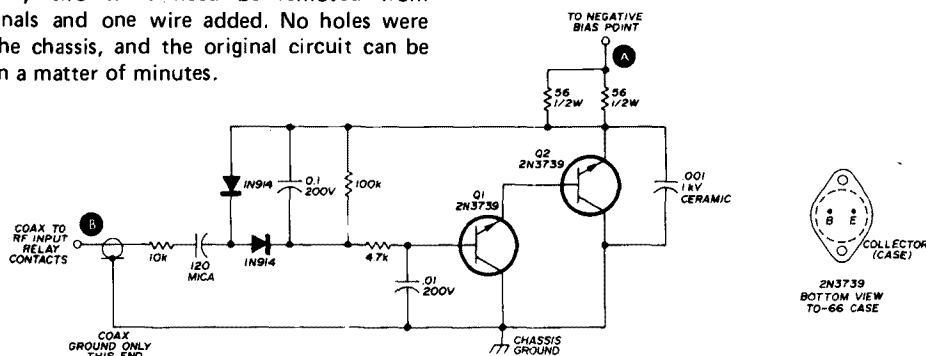 nals and one wire added. No holes were
he chassis, and the original circuit can be
n a matter of minutes.
TO NEGATIVE
BIAS POINT
A
56
1/2W
56
1/2W
Q2
2N3739
1N914
0.1
200V
100k
Q1
2N3739
.001
1kV
CERAMIC
COAX TO
RF INPUT
RELAY
CONTACTS
B
10k
120
MICA
1N914
4.7k
.01
200V
B E
COLLECTOR
(CASE)
2N3739
BOTTOM VIEW
TO-66 CASE
COAX
GROUND ONLY
THIS END
CHASSIS
GROUND